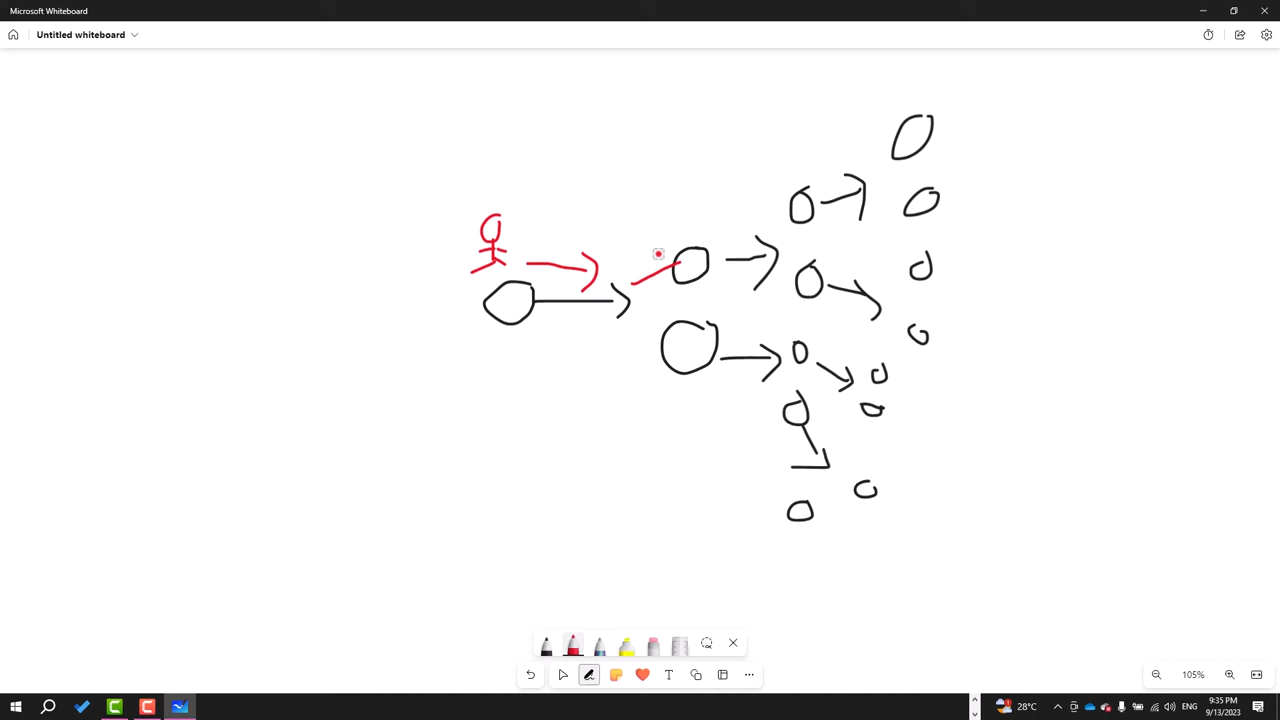 Microsoft Whiteboard
Untitled whiteboard
105%
28°C
ENG
9:35 PM
9/13/2023